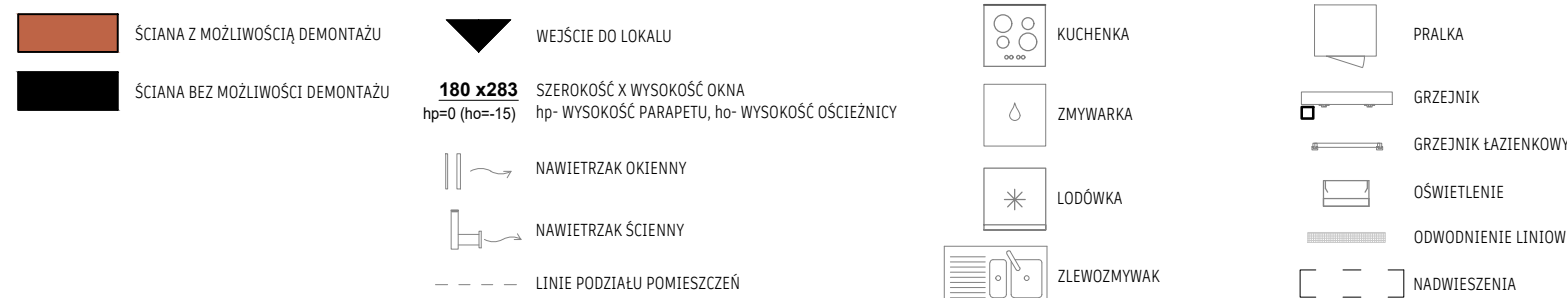 ŚCIANA Z MOŻLIWOŚCIĄ DEMONTAŻU
ŚCIANA BEZ MOŻLIWOŚCI DEMONTAŻU
WEJŚCIE DO LOKALU
180 x283
hp=0 (ho=-15)
SZEROKOŚĆ X WYSOKOŚĆ OKNA
hp- WYSOKOŚĆ PARAPETU, ho- WYSOKOŚĆ OŚCIEŻNICY
NAWIETRZAK OKIENNY
NAWIETRZAK ŚCIENNY
LINIE PODZIAŁU POMIESZCZEŃ
KUCHENKA
ZMYWARKA
LODÓWKA
ZLEWOZMYWAK
PRALKA
GRZEJNIK
GRZEJNIK ŁAZIENKOWY
OŚWIETLENIE
ODWODNIENIE LINIOW
NADWIESZENIA